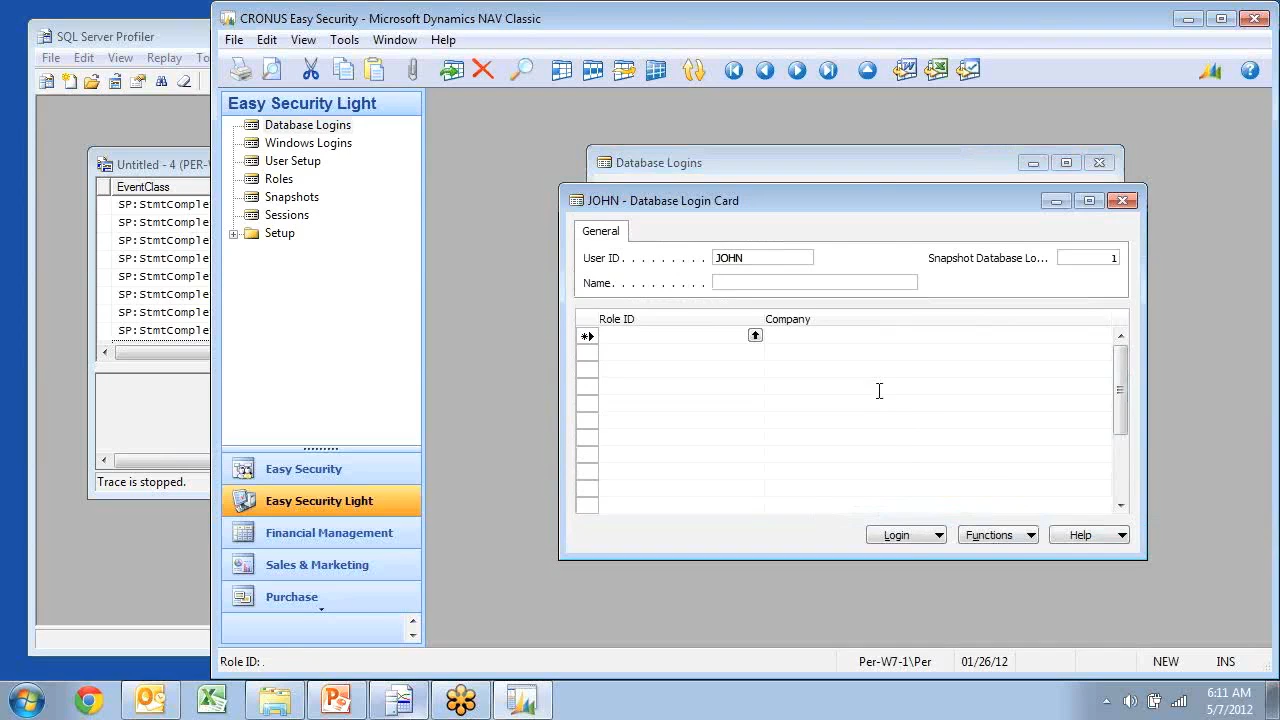 SQL Server Profiler
File Edit View Replay To
Untitled - 4 (PER-W
EventClass
SP:StmtComple
SP:StmtComple
SP:StmtComple
SP:StmtComple
SP:StmtComple
SP:StmtComple
SP:StmtComple
SP:StmtComple
Trace is stopped.
CRONUS Easy Security - Microsoft Dynamics NAV Classic
File Edit View Tools Window Help
Easy Security Light
Database Logins
Windows Logins
User Setup
Roles
Snapshots
Sessions
Setup
Easy Security
Easy Security Light
Financial Management
Sales & Marketing
Purchase
Database Logins
JOHN - Database Login Card
General
User ID . . . . . . . . . JOHN Snapshot Database Lo... 1
Name . . . . . . . . . .
Role ID Company
Login Functions Help
Role ID: .
Per-W7-1\Per 01/26/12 NEW INS
6:11 AM
5/7/2012